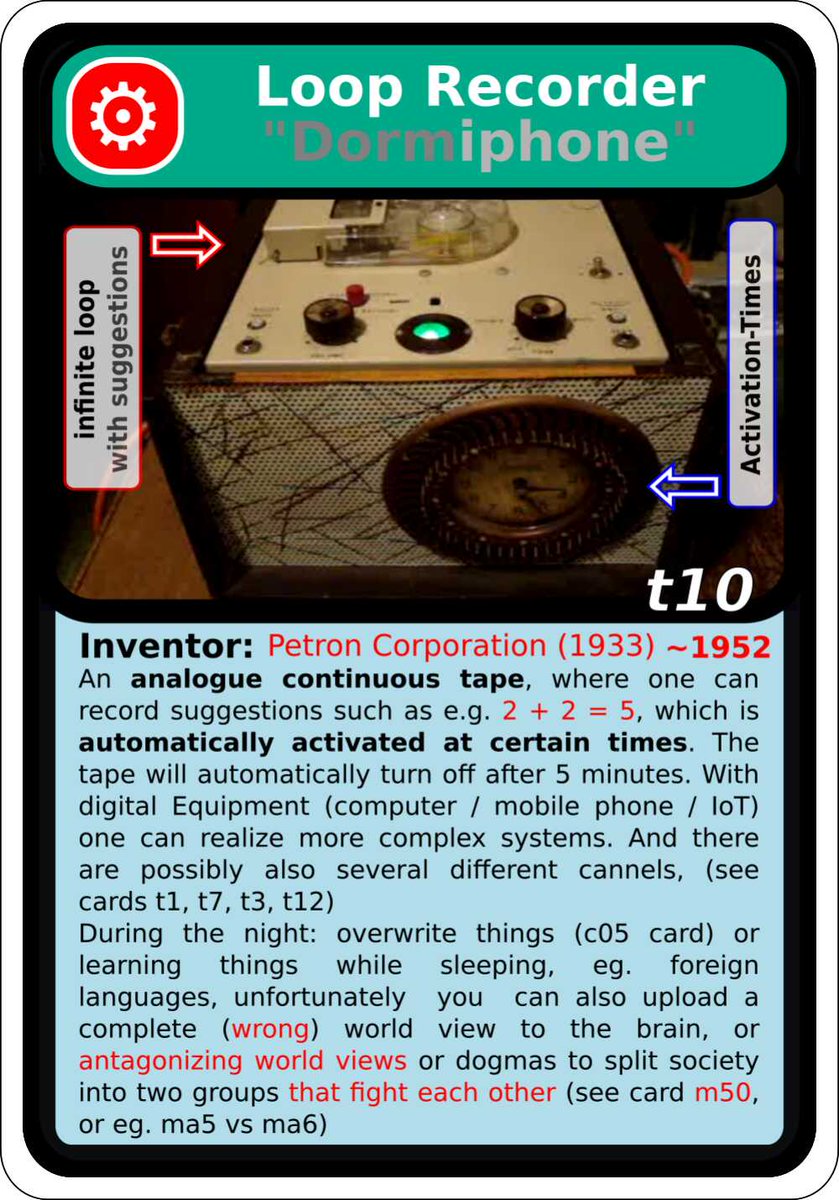 Loop Recorder
"Dormiphone"
infinite loop
with suggestions
Activation-Times
t10
Inventor: Petron Corporation (1933) ~1952
An analogue continuous tape, where one can
record suggestions such as e.g. 2 + 2 = 5, which is
automatically activated at certain times. The
tape will automatically turn off after 5 minutes. With
digital Equipment (computer / mobile phone / IoT)
one can realize more complex systems. And there
are possibly also several different cannels, (see
cards t1, t7, t3, t12)
During the night: overwrite things (c05 card) or
learning things while sleeping, eg. foreign
languages, unfortunately you can also upload a
complete (wrong) world view to the brain, or
antagonizing world views or dogmas to split society
into two groups that fight each other (see card m50,
or eg. ma5 vs ma6)